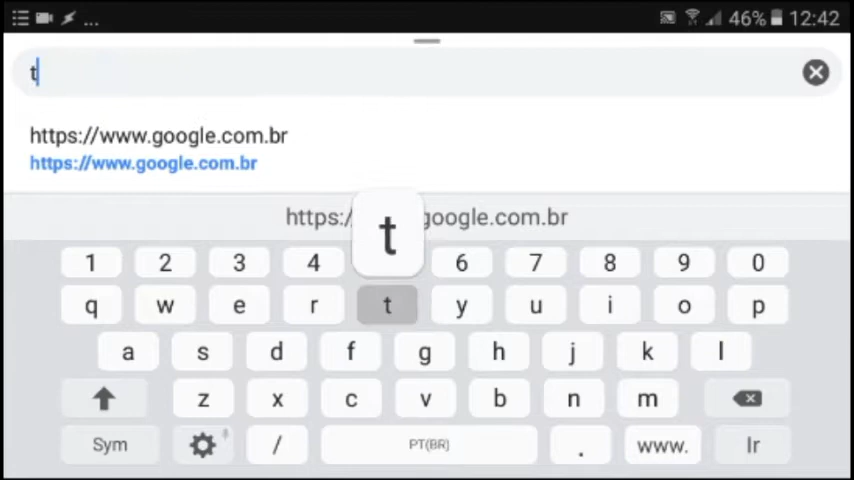 ... 46% 12:42
t
https://www.google.com.br
https://www.google.com.br
https:/ google.com.br
t
1 2 3 4 6 7 8 9 0
q w e r t y u i o p
a s d f g h j k l
z x c v b n m
Sym / PT(BR) . www. Ir